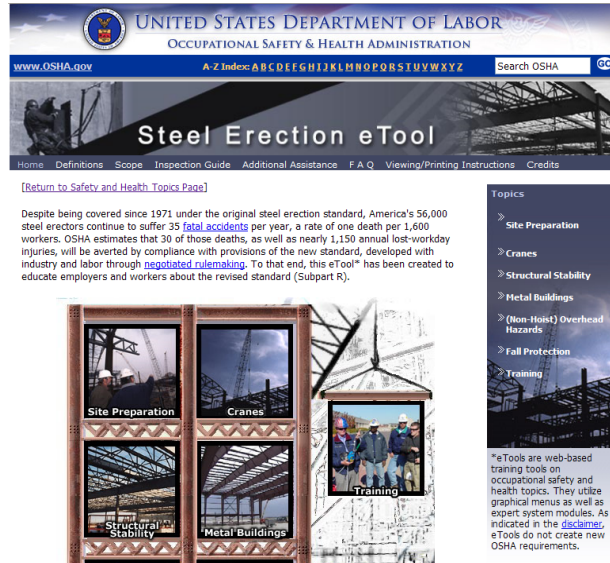 UNITED STATES DEPARTMENT OF LABOR
OCCUPATIONAL SAFETY & HEALTH ADMINISTRATION
www.OSHA.gov
A-Z Index: A B C D E F G H I J K L M N O P Q R S T U V W X Y Z
Search OSHA
GO
Steel Erection eTool
Home Definitions Scope Inspection Guide Additional Assistance F A Q Viewing/Printing Instructions Credits
[Return to Safety and Health Topics Page]
Despite being covered since 1971 under the original steel erection standard, America's 56,000
steel erectors continue to suffer 35 fatal accidents per year, a rate of one death per 1,600
workers. OSHA estimates that 30 of those deaths, as well as nearly 1,150 annual lost-workday
injuries, will be averted by compliance with provisions of the new standard, developed with
industry and labor through negotiated rulemaking. To that end, this eTool* has been created to
educate employers and workers about the revised standard (Subpart R).
Site Preparation
Cranes
Training
Structural
Stability
Metal Buildings
Topics
Site Preparation
Cranes
Structural Stability
Metal Buildings
(Non-Hoist) Overhead
Hazards
Fall Protection
Training
*eTools are web-based
training tools on
occupational safety and
health topics. They utilize
graphical menus as well as
expert system modules. As
indicated in the disclaimer,
eTools do not create new
OSHA requirements.